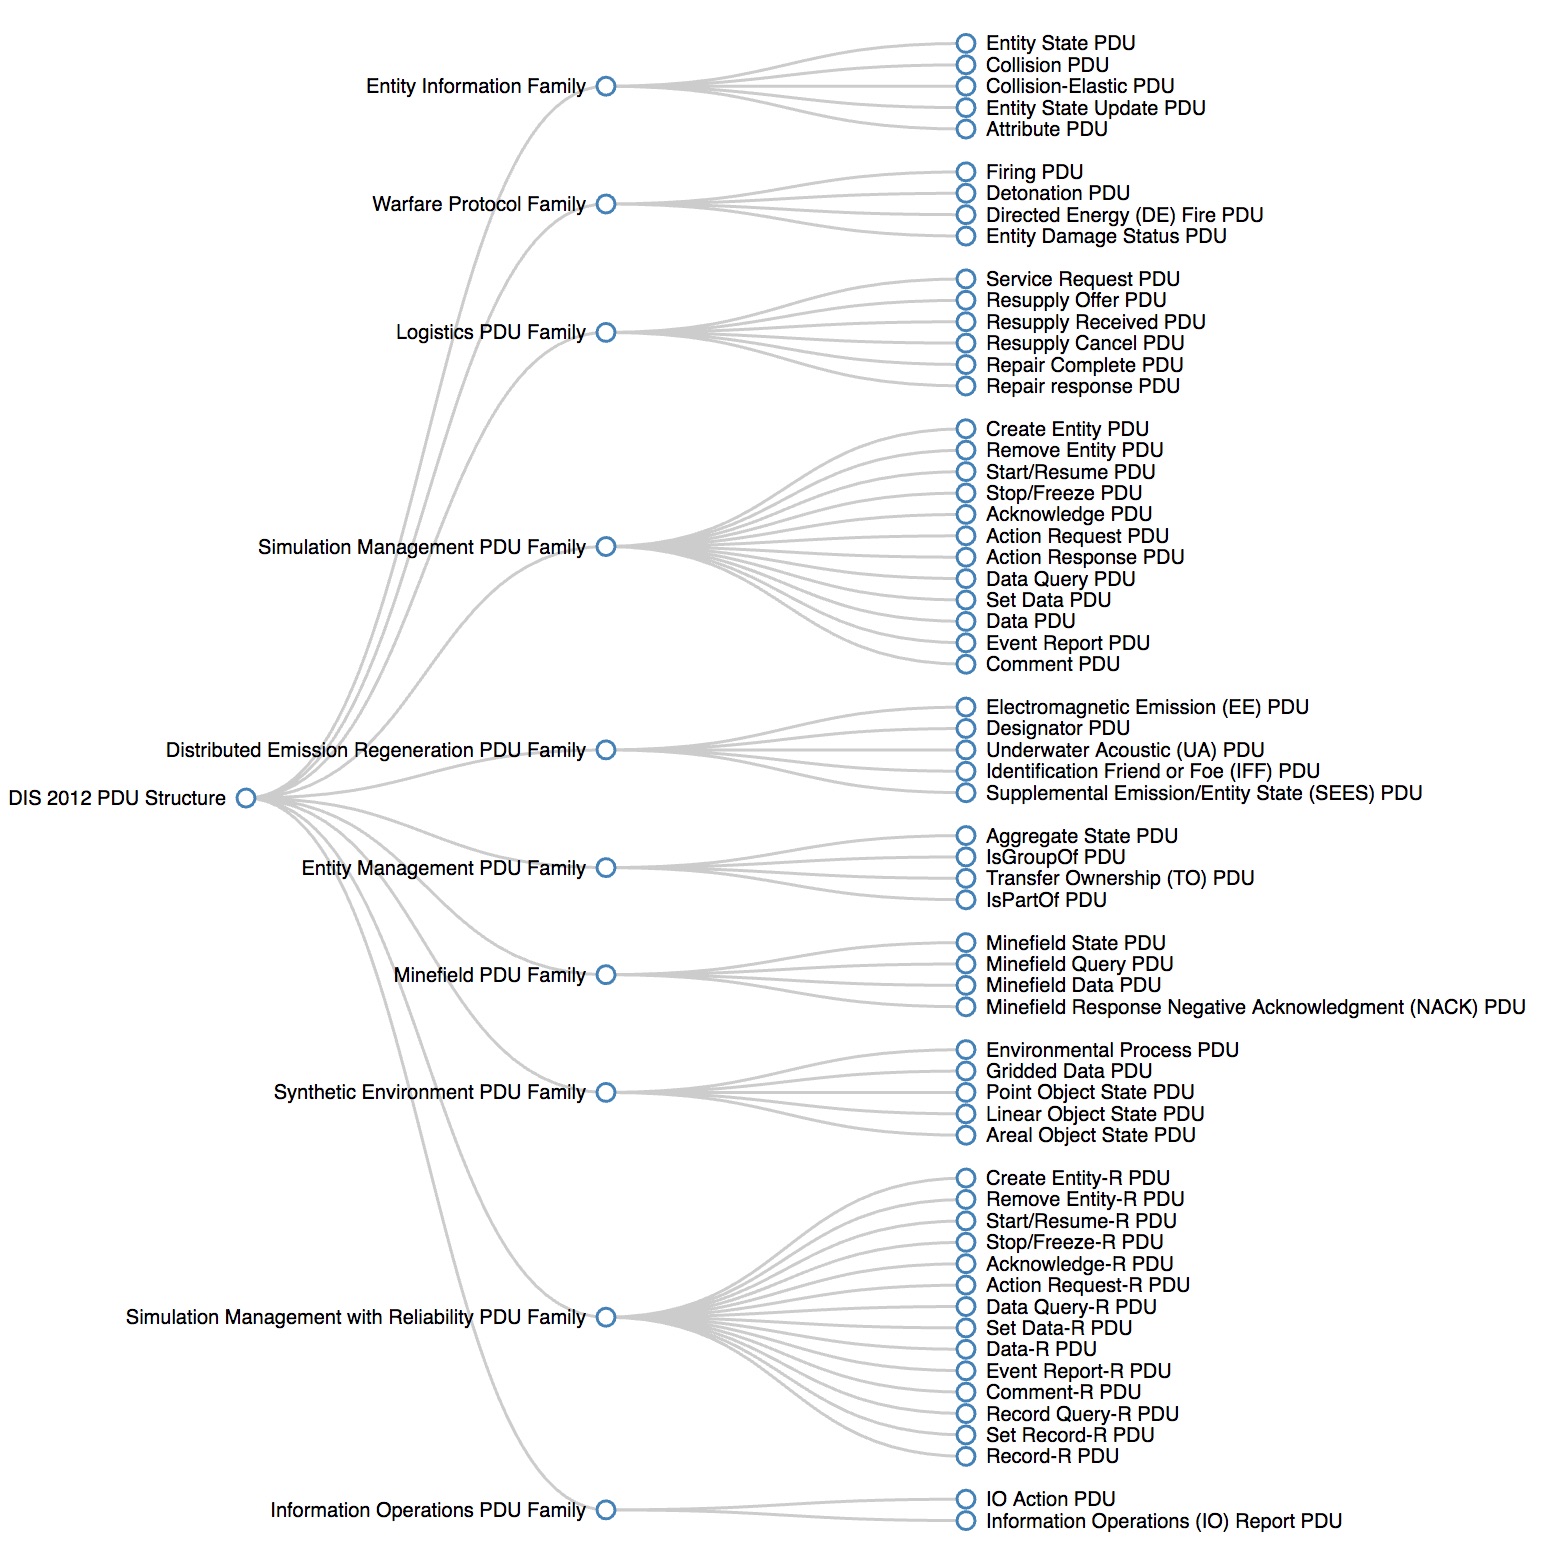 DIS 2012 PDU Structure
Entity Information Family
Entity State PDU
Collision PDU
Collision-Elastic PDU
Entity State Update PDU
Attribute PDU
Warfare Protocol Family
Firing PDU
Detonation PDU
Directed Energy (DE) Fire PDU
Entity Damage Status PDU
Logistics PDU Family
Service Request PDU
Resupply Offer PDU
Resupply Received PDU
Resupply Cancel PDU
Repair Complete PDU
Repair response PDU
Simulation Management PDU Family
Create Entity PDU
Remove Entity PDU
Start/Resume PDU
Stop/Freeze PDU
Acknowledge PDU
Action Request PDU
Action Response PDU
Data Query PDU
Set Data PDU
Data PDU
Event Report PDU
Comment PDU
Distributed Emission Regeneration PDU Family
Electromagnetic Emission (EE) PDU
Designator PDU
Underwater Acoustic (UA) PDU
Identification Friend or Foe (IFF) PDU
Supplemental Emission/Entity State (SEES) PDU
Entity Management PDU Family
Aggregate State PDU
IsGroupOf PDU
Transfer Ownership (TO) PDU
IsPartOf PDU
Minefield PDU Family
Minefield State PDU
Minefield Query PDU
Minefield Data PDU
Minefield Response Negative Acknowledgment (NACK) PDU
Synthetic Environment PDU Family
Environmental Process PDU
Gridded Data PDU
Point Object State PDU
Linear Object State PDU
Areal Object State PDU
Simulation Management with Reliability PDU Family
Create Entity-R PDU
Remove Entity-R PDU
Start/Resume-R PDU
Stop/Freeze-R PDU
Acknowledge-R PDU
Action Request-R PDU
Data Query-R PDU
Set Data-R PDU
Data-R PDU
Event Report-R PDU
Comment-R PDU
Record Query-R PDU
Set Record-R PDU
Record-R PDU
Information Operations PDU Family
IO Action PDU
Information Operations (IO) Report PDU